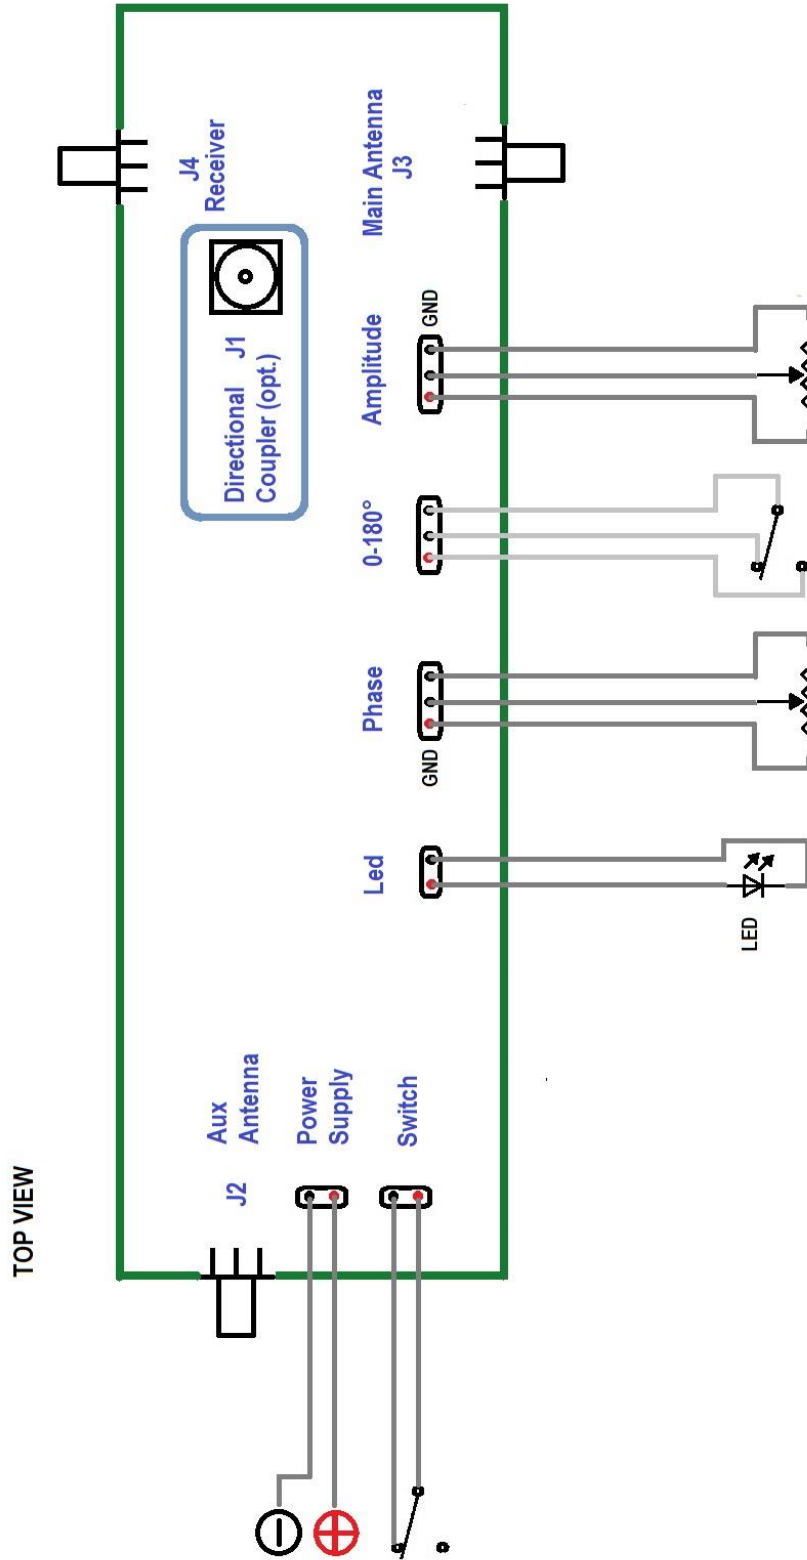 TOP VIEW
J4
Receiver
Directional J1
Coupler (opt.)
Main Antenna
J3
Amplitude
GND
0-180°
Phase
GND
Led
LED
Aux
J2 Antenna
Power
Supply
Switch